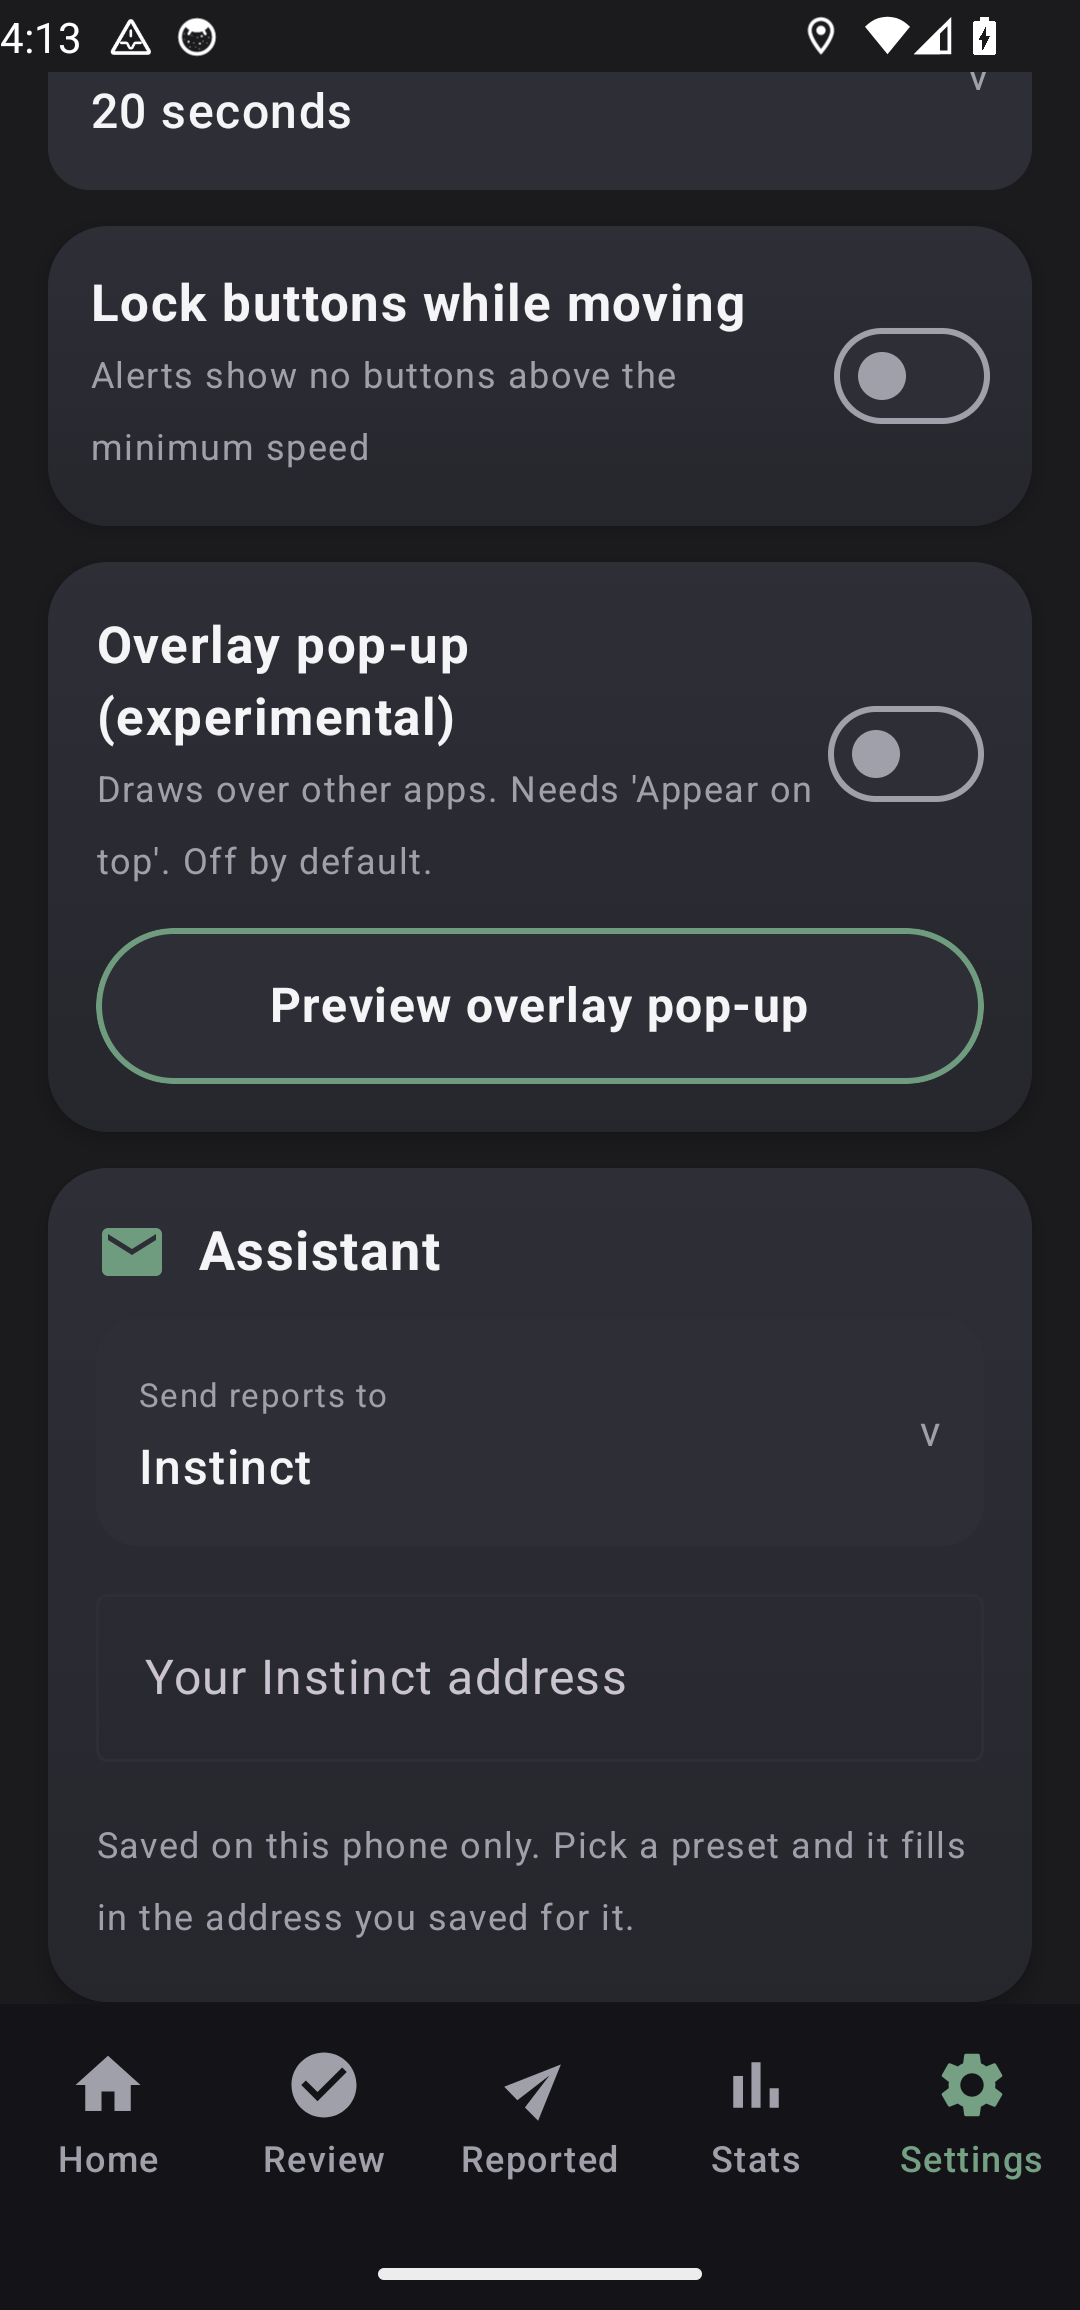 4:13
20 seconds
Lock buttons while moving
Alerts show no buttons above the
minimum speed
Overlay pop-up
(experimental)
Draws over other apps. Needs 'Appear on
top'. Off by default.
Preview overlay pop-up
Assistant
Send reports to
Instinct
v
Your Instinct address
Saved on this phone only. Pick a preset and it fills
in the address you saved for it.
Home Review Reported Stats Settings